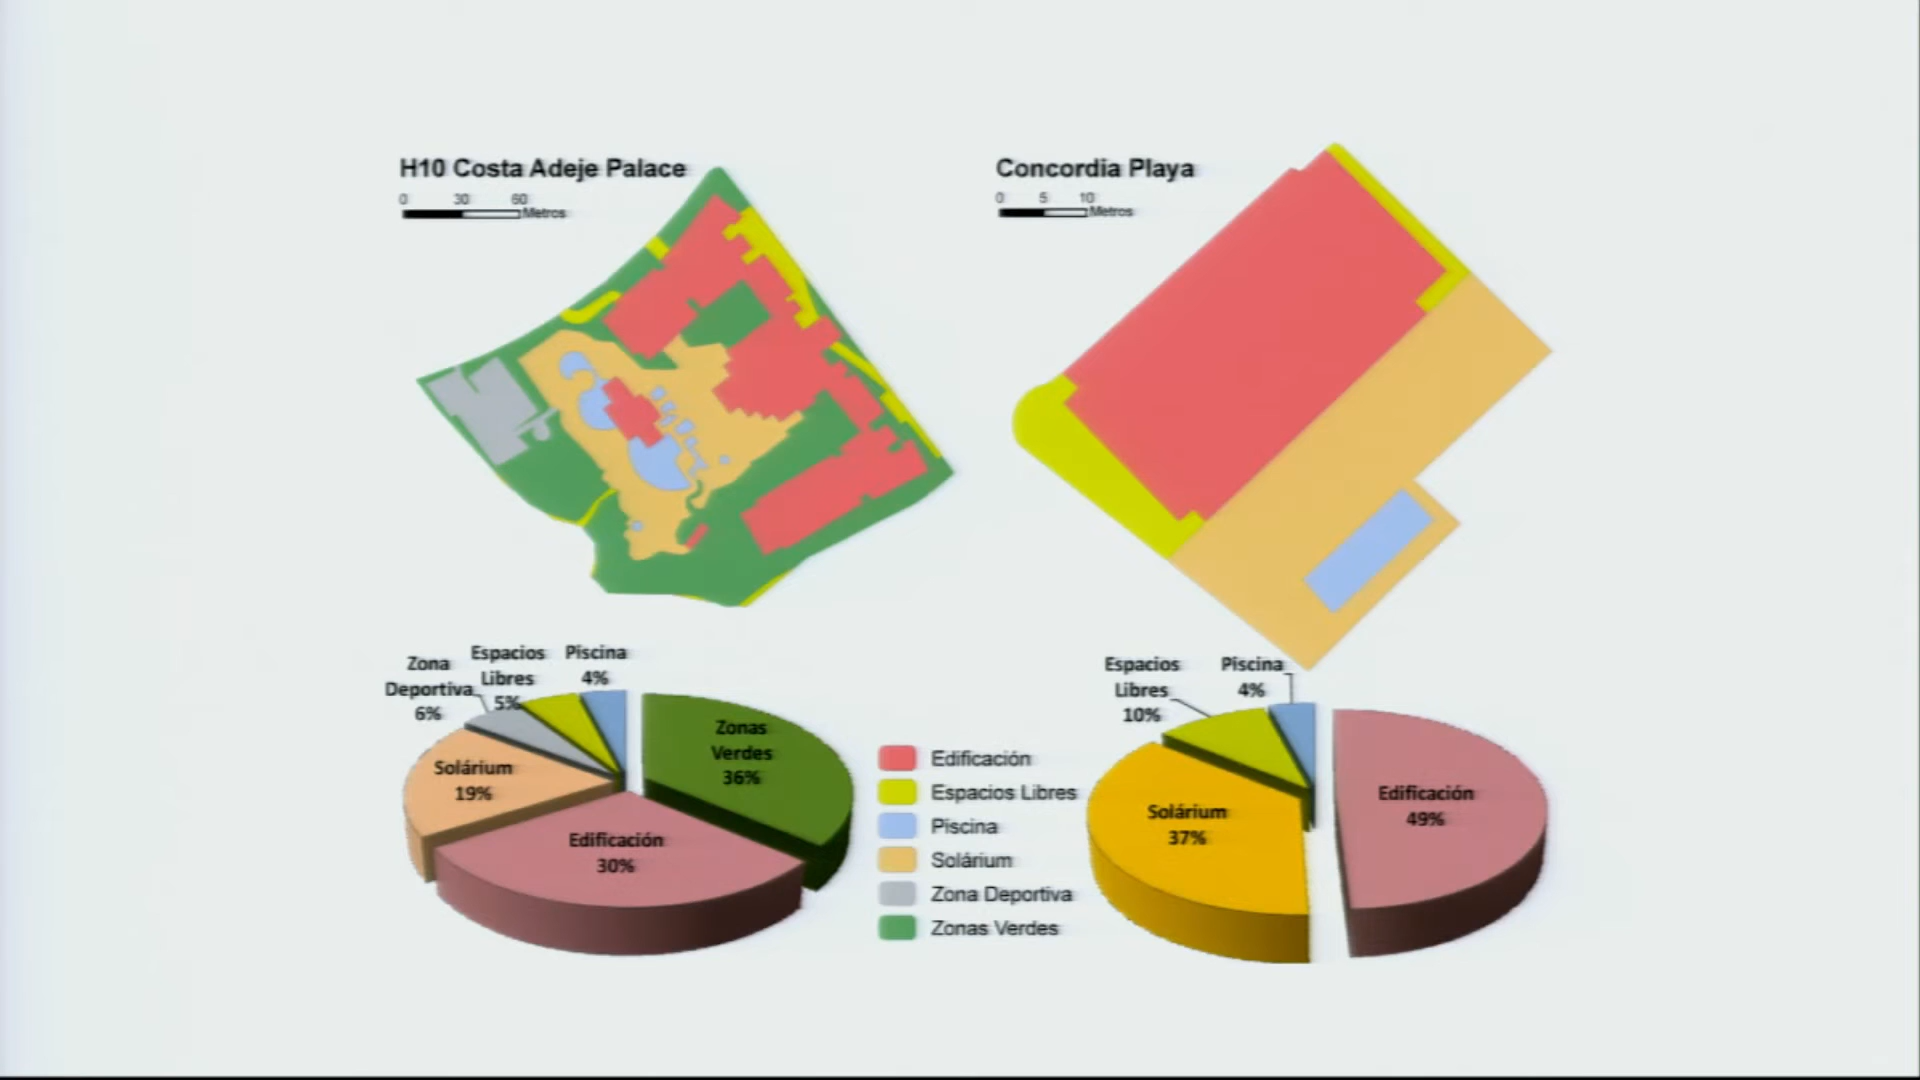 H10 Costa Adeje Palace
0 30 60
Metros
Concordia Playa
0 5 10
Metros
Zona
Deportiva
6%
Espacios
Libres
5%
Piscina
4%
Zonas
Verdes
36%
Solárium
19%
Edificación
30%
Edificación
Espacios Libres
Piscina
Solárium
Zona Deportiva
Zonas Verdes
Espacios
Libres
10%
Piscina
4%
Solárium
37%
Edificación
49%